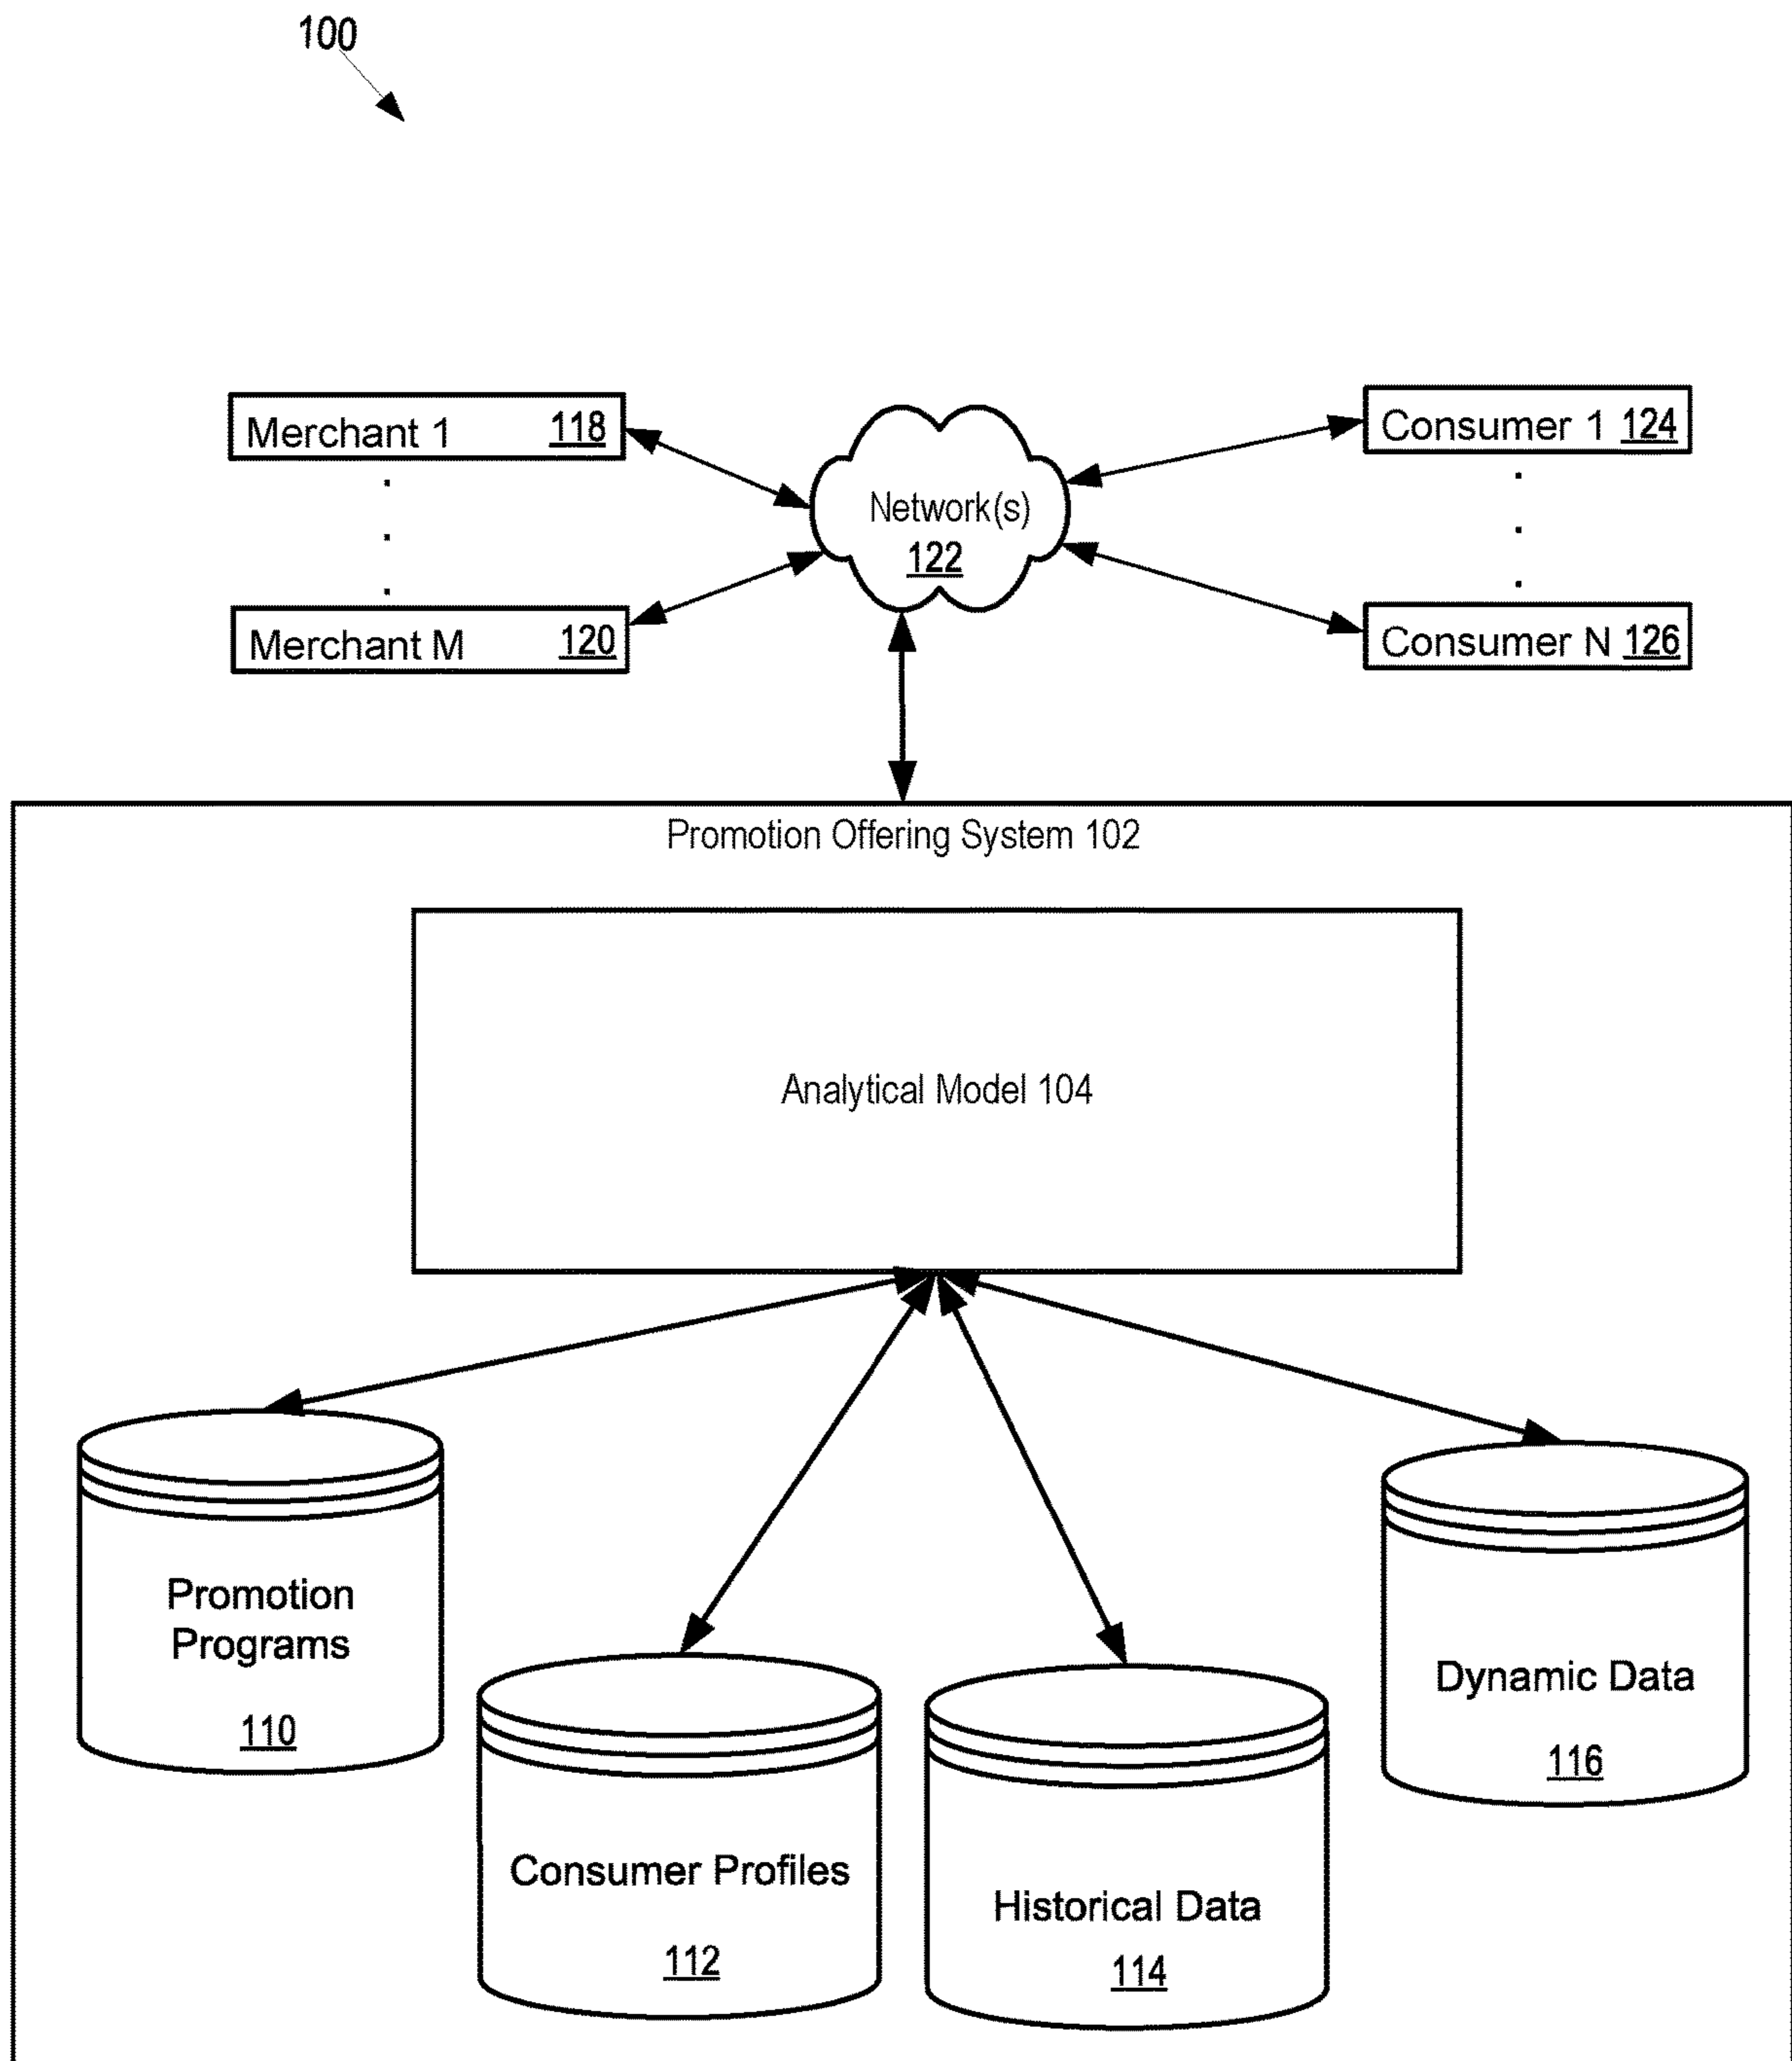 100
Merchant 1 118
Network(s)
122
Consumer 1 124
Merchant M 120
Consumer N 126
Promotion Offering System 102
Analytical Model 104
Promotion
Programs
110
Consumer Profiles
112
Historical Data
114
Dynamic Data
116